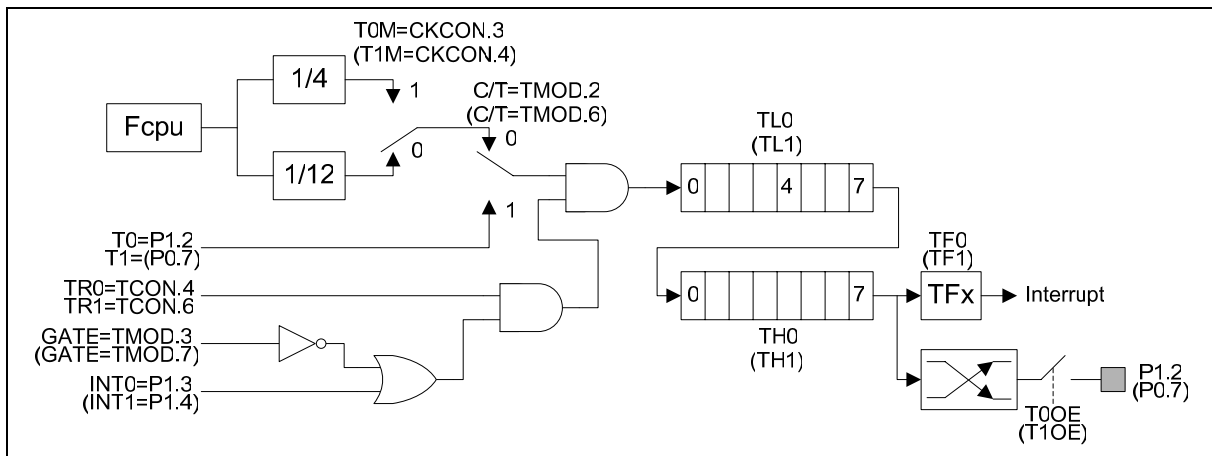 T0M=CKCON.3
(T1M=CKCON.4)
1/4
1
C/T=TMOD.2
(C/T=TMOD.6)
Fcpu
0
0
TL0
(TL1)
1/12
0 4 7
1
T0=P1.2
T1=(P0.7)
TF0
(TF1)
TR0=TCON.4
TR1=TCON.6
0 7
TFx
Interrupt
GATE=TMOD.3
(GATE=TMOD.7)
TH0
(TH1)
INT0=P1.3
(INT1=P1.4)
P1.2
(P0.7)
T0OE
(T1OE)